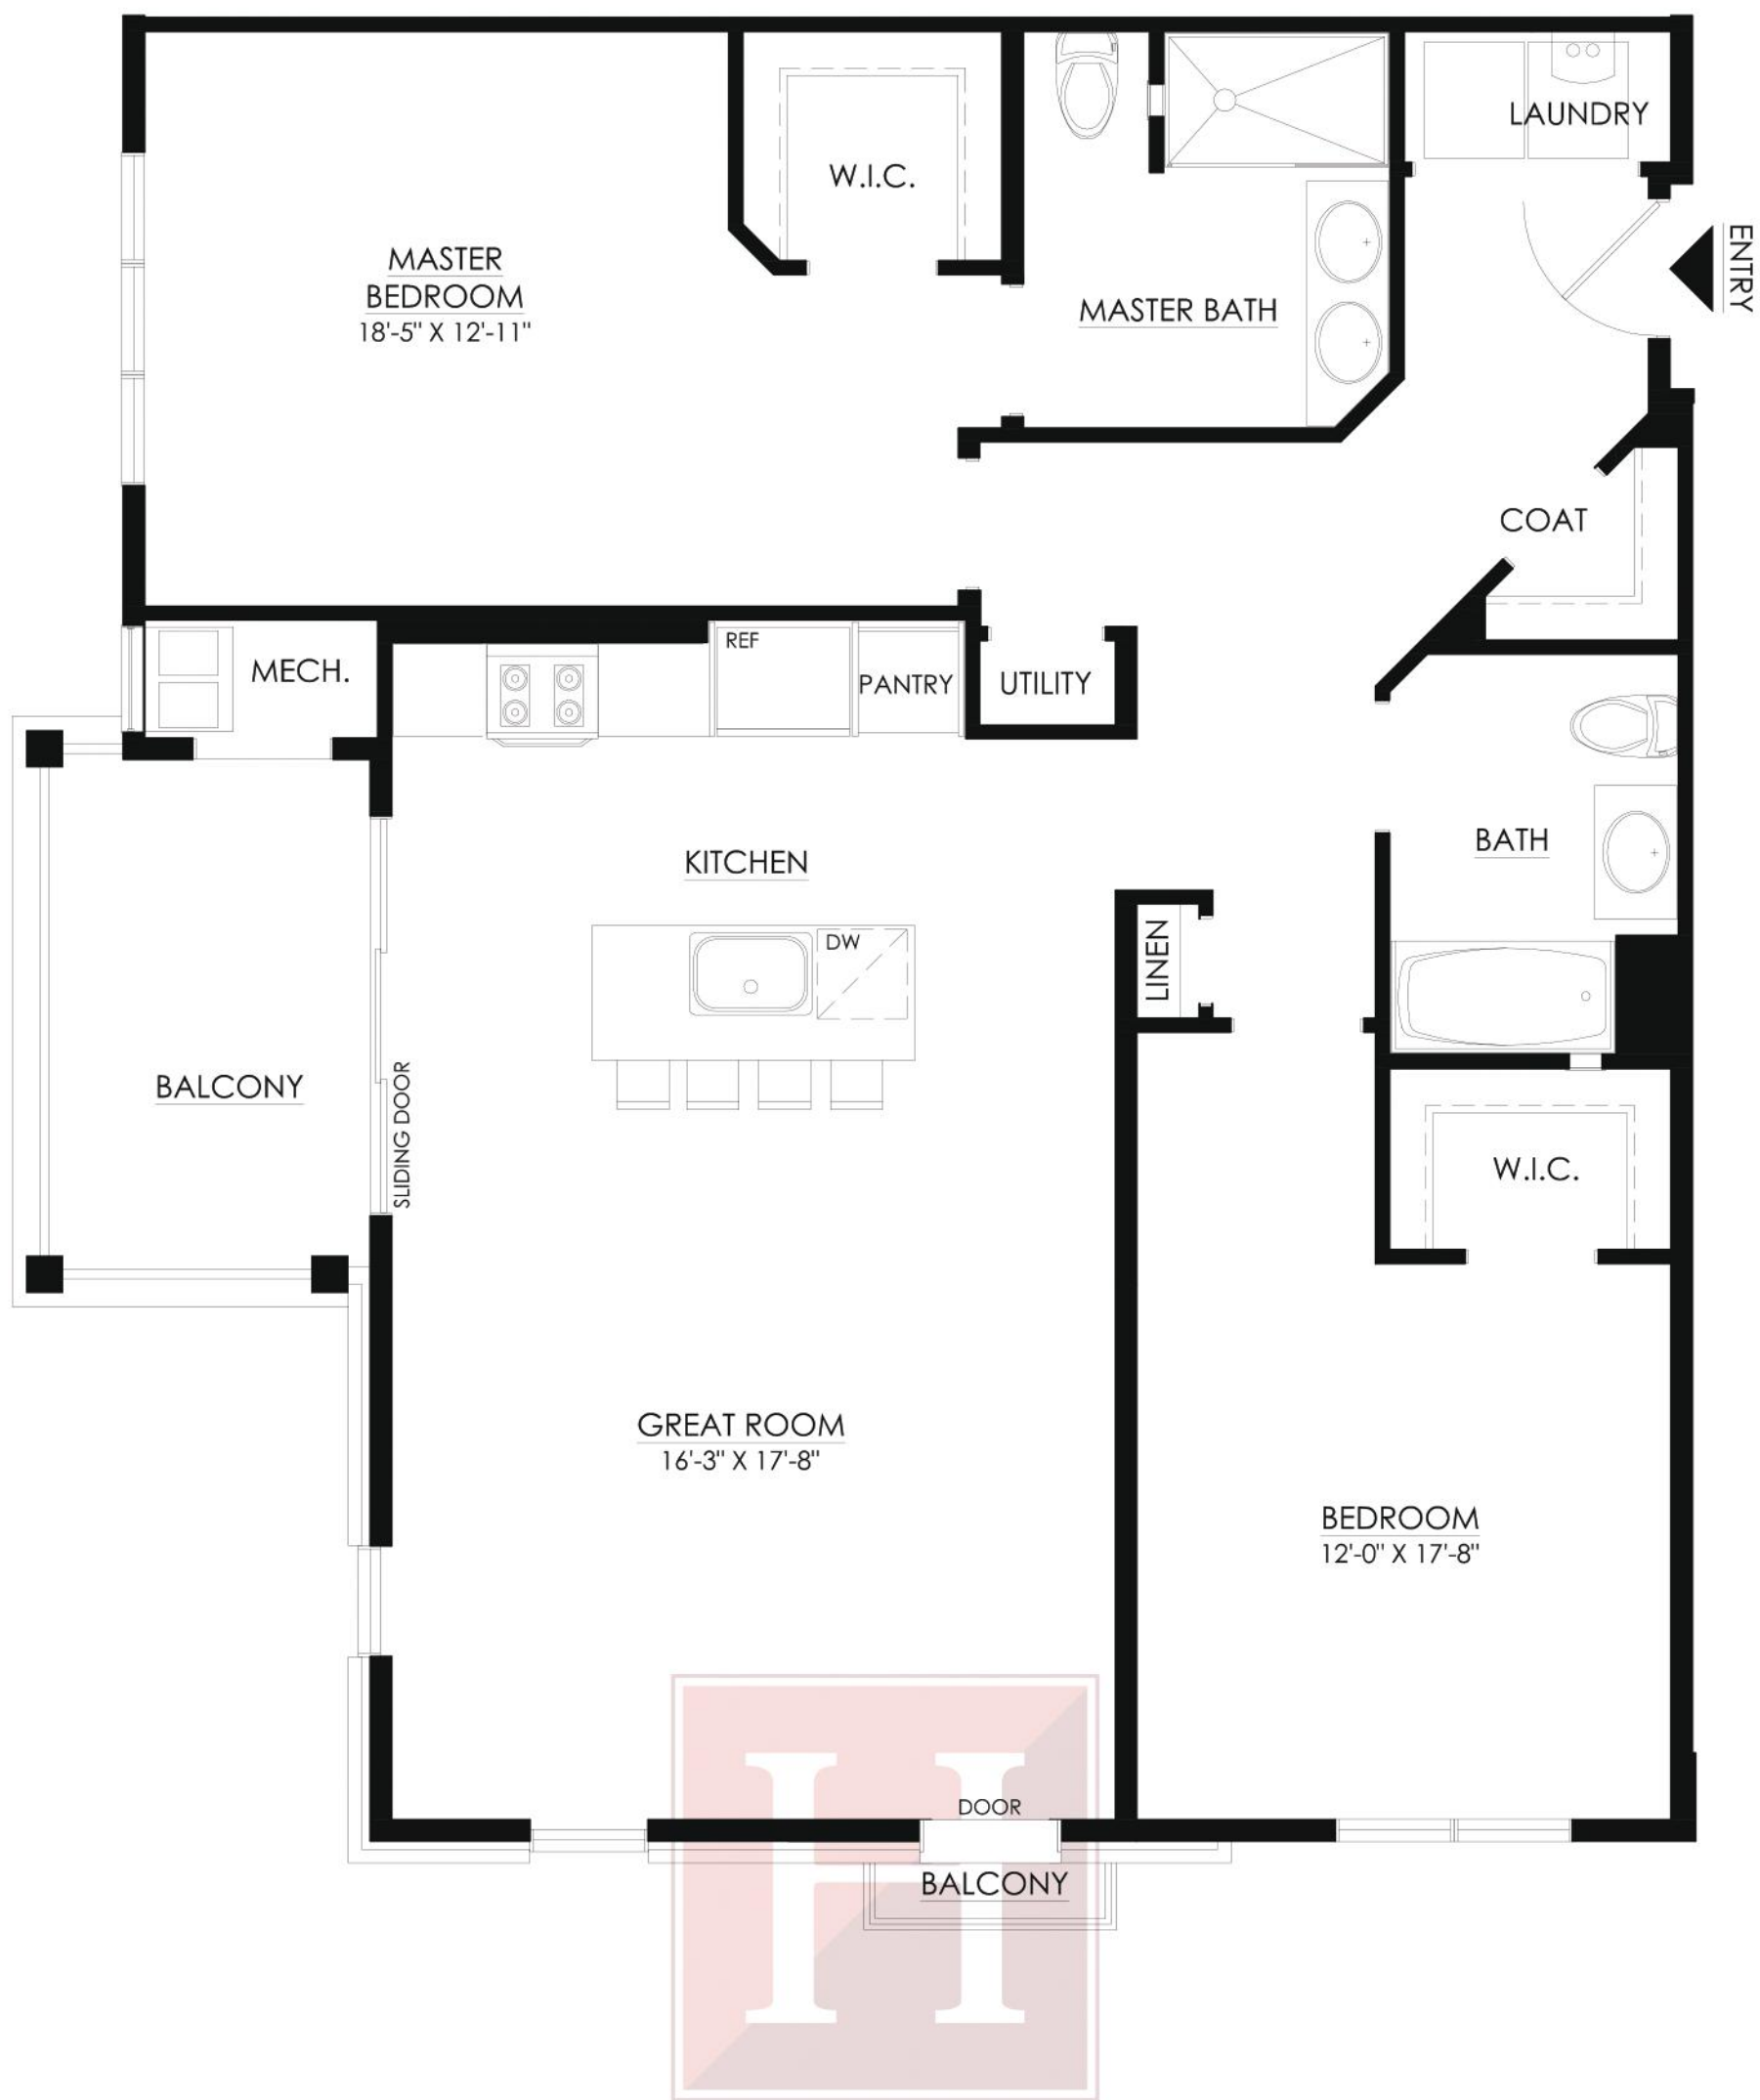 LAUNDRY
W.I.C.
ENTRY
MASTER
BEDROOM
18'-5" X 12'-11"
MASTER BATH
COAT
REF
MECH.
PANTRY
UTILITY
BATH
KITCHEN
DW
LINEN
BALCONY
SLIDING DOOR
W.I.C.
GREAT ROOM
16'-3" X 17'-8"
BEDROOM
12'-0" X 17'-8"
DOOR
BALCONY
H